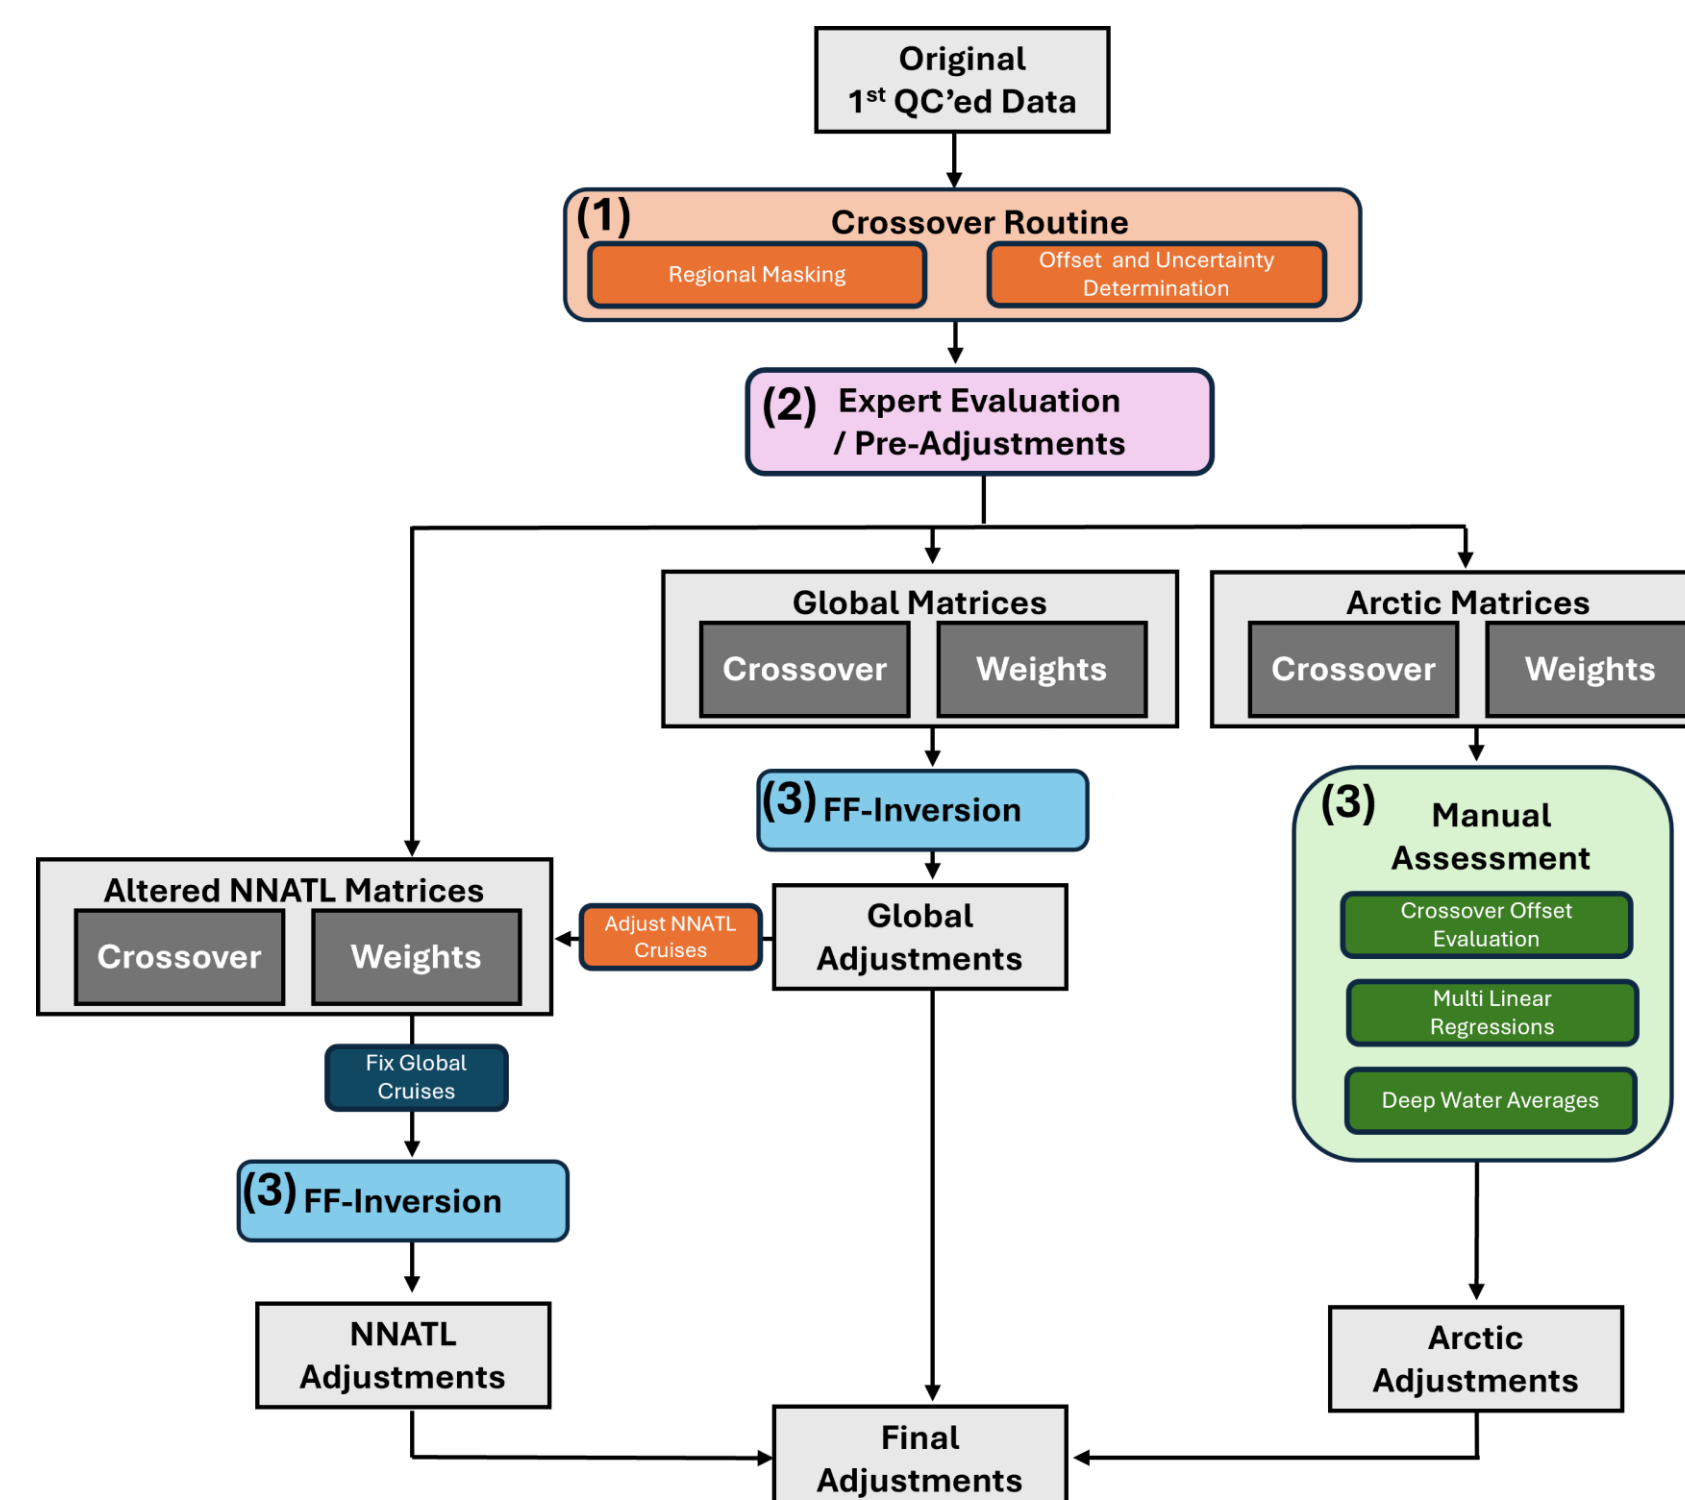 Original
1st QC'ed Data
(1)
Crossover Routine
Regional Masking
Offset and Uncertainty
Determination
(2)
Expert Evaluation
/ Pre-Adjustments
Global Matrices
Crossover
Weights
Arctic Matrices
Crossover
Weights
(3) FF-Inversion
(3)
Manual
Assessment
Crossover Offset
Evaluation
Multi Linear
Regressions
Deep Water Averages
Altered NNATL Matrices
Crossover
Weights
Adjust NNATL
Cruises
Global
Adjustments
Fix Global
Cruises
(3) FF-Inversion
NNATL
Adjustments
Arctic
Adjustments
Final
Adjustments